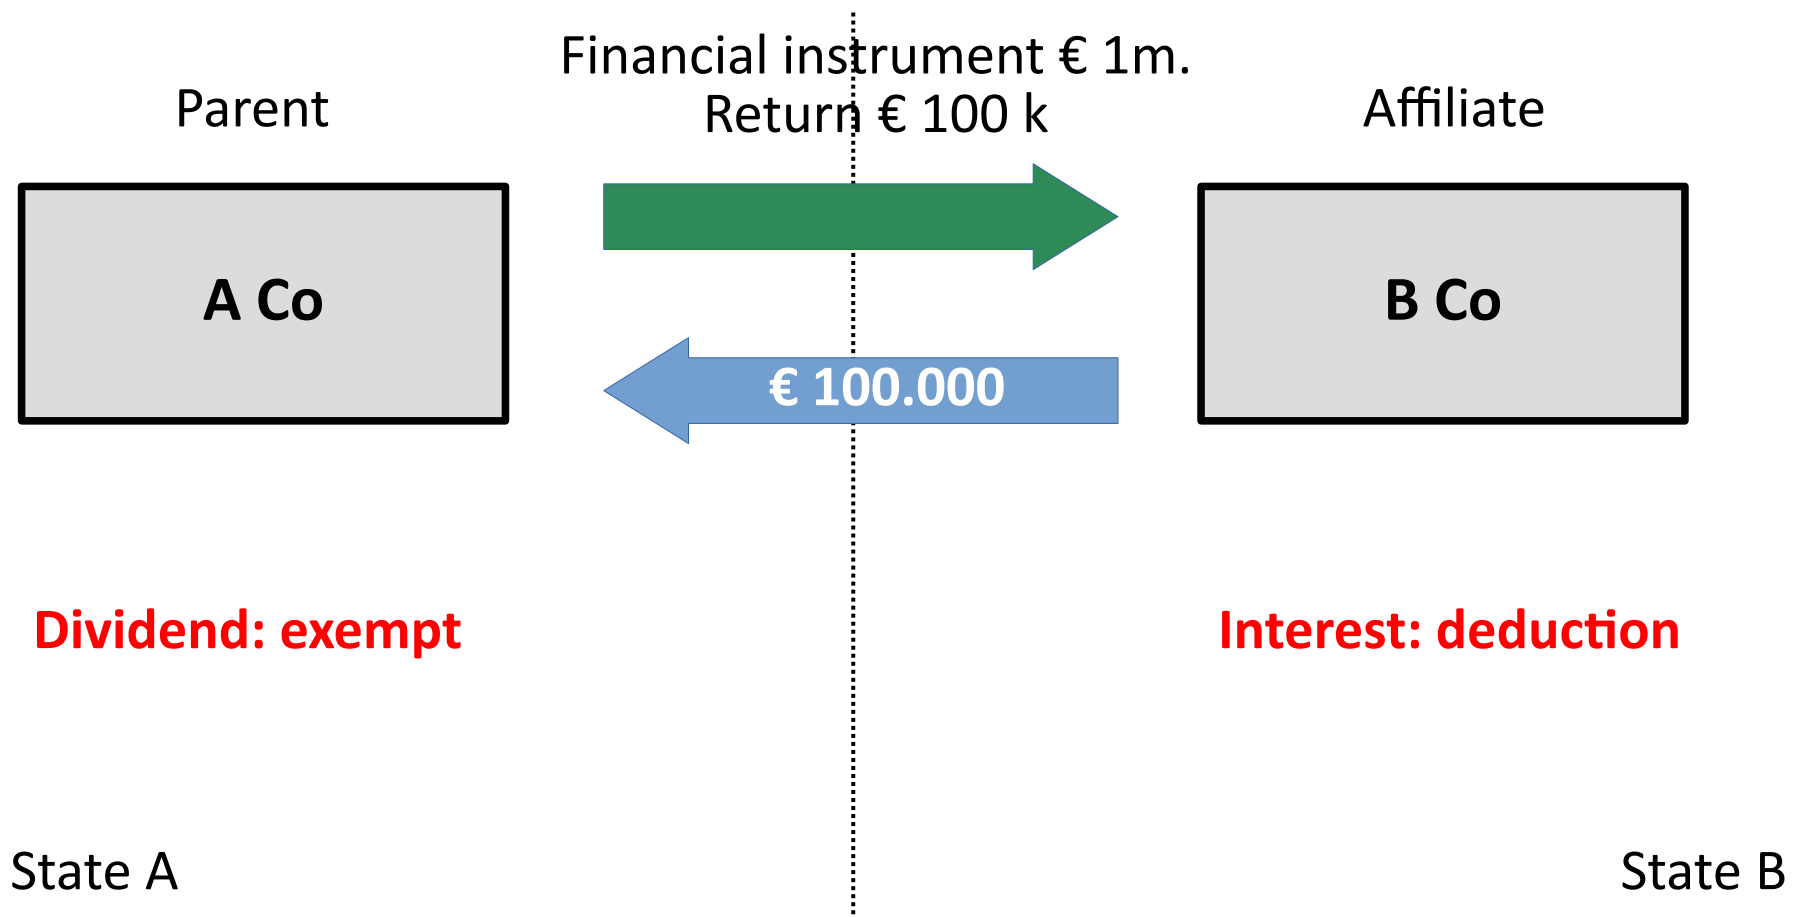 Financial instrument € 1m.
Return € 100 k
Parent
Affiliate
A Co
B Co
€ 100.000
Dividend: exempt
Interest: deduction
State A
State B